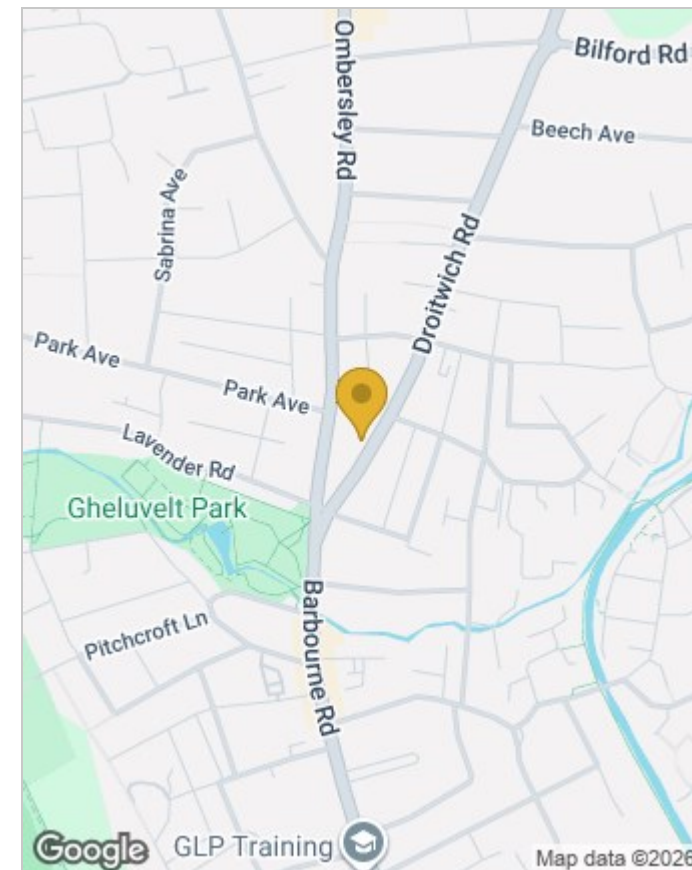 Ombersley Rd
Bilford Rd
Beech Ave
Sabrina Ave
Droitwich Rd
Park Ave
Park Ave
Lavender Rd
Gheluvelt Park
Barbourne Rd
Pitchcroft Ln
GLP Training
Google
Map data ©2026